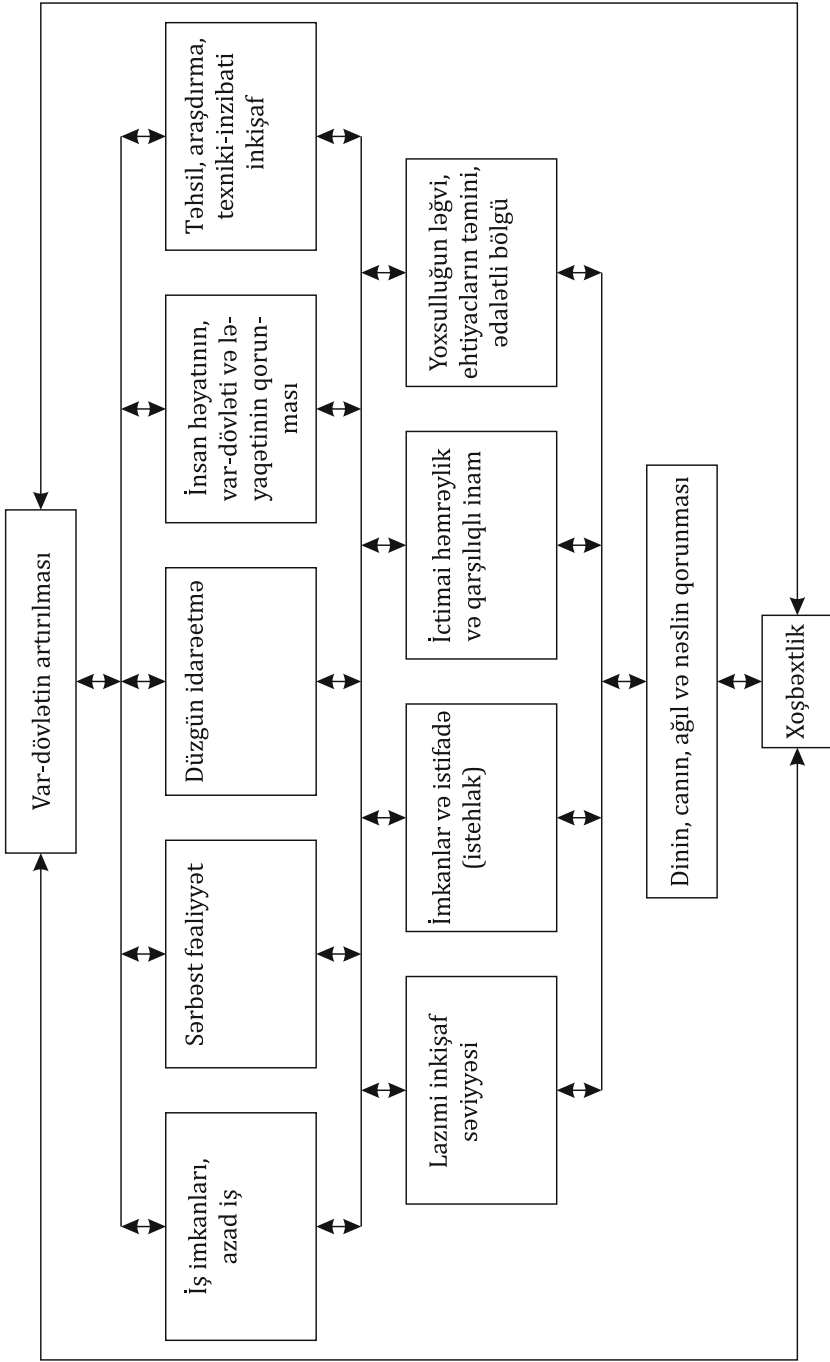 Var-dövlətin artırılması
İş imkanları,
azad iş
Sərbəst fəaliyyət
Düzgün idarəetmə
İnsan həyatının,
var-dövləti və lə-
yaqətinin qorun-
ması
Təhsil, araşdırma,
texniki-inzibati
inkişaf
Lazımi inkişaf
səviyyəsi
İmkanlar və istifadə
(istehlak)
İctimai həmrəylik
və qarşılıqlı inam
Yoxsulluğun ləğvi,
ehtiyacların təmini,
ədalətli bölgü
Dinin, canın, ağıl və nəslin qorunması
Xoşbəxtlik